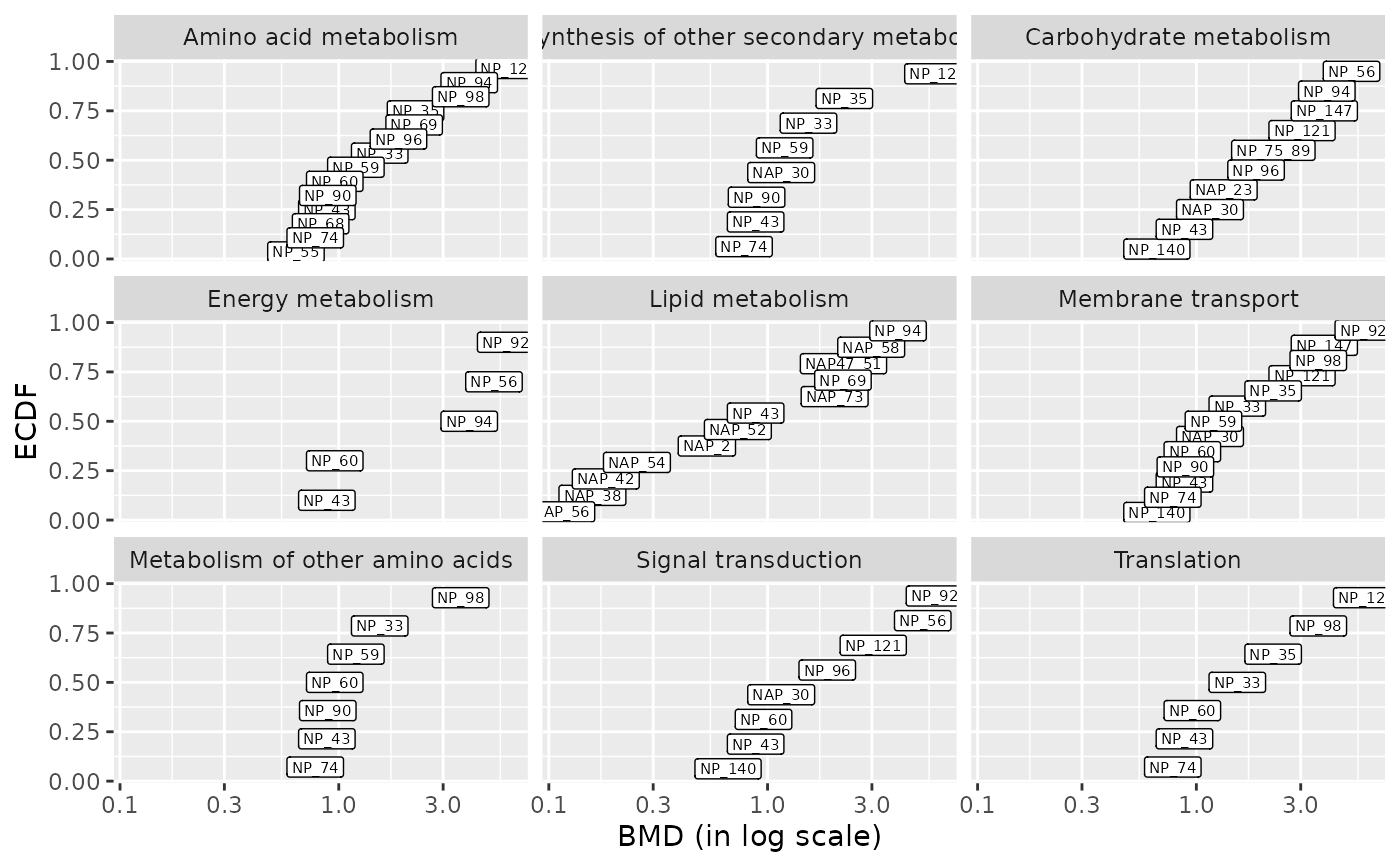 Amino acid metabolism
ynthesis of other secondary metabo
Carbohydrate metabolism
1.00
0.75
0.50
0.25
0.00
NP_12
NP_94
NP_98
NP_35
NP_69
NP_96
NP_33
NP_59
NP_60
NP_90
NP_43
NP_68
NP_74
NP_55
NP_12
NP_35
NP_33
NP_59
NAP_30
NP_90
NP_43
NP_74
NP_56
NP_94
NP_147
NP_121
NP_75_89
NP_96
NAP_23
NAP_30
NP_43
NP_140
Energy metabolism
Lipid metabolism
Membrane transport
1.00
0.75
0.50
0.25
0.00
NP_92
NP_56
NP_94
NP_60
NP_43
NP_94
NAP_58
NAP47_51
NP_69
NAP_73
NP_43
NAP_52
NAP_2
NAP_54
NAP_42
NAP_38
AP_56
NP_92
NP_147
NP_98
NP_121
NP_35
NP_33
NP_59
NAP_30
NP_60
NP_90
NP_43
NP_74
NP_140
ECDF
Metabolism of other amino acids
Signal transduction
Translation
1.00
0.75
0.50
0.25
0.00
NP_98
NP_33
NP_59
NP_60
NP_90
NP_43
NP_74
NP_92
NP_56
NP_121
NP_96
NAP_30
NP_60
NP_43
NP_140
NP_12
NP_98
NP_35
NP_33
NP_60
NP_43
NP_74
0.1 0.3 1.0 3.0 0.1 0.3 1.0 3.0 0.1 0.3 1.0 3.0
BMD (in log scale)